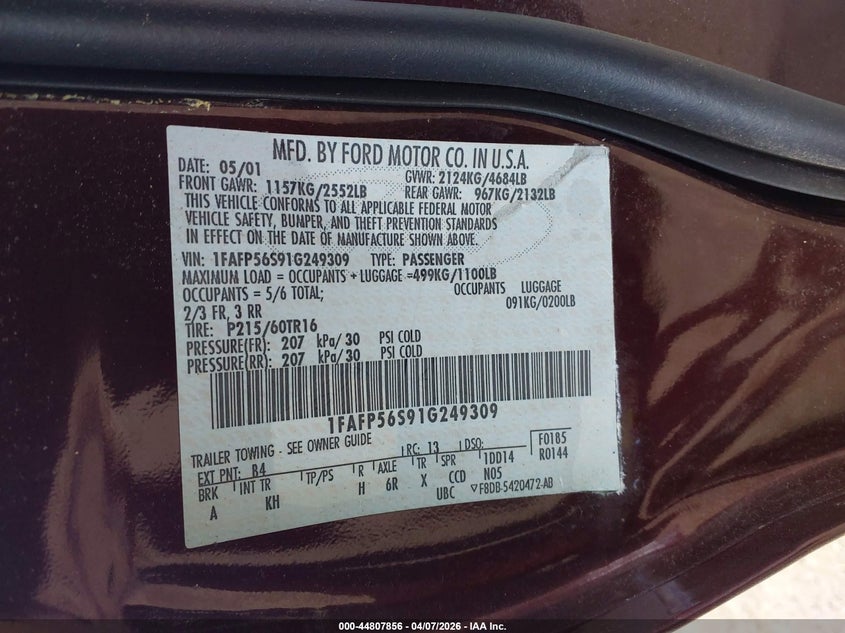 MFD. BY FORD MOTOR CO. IN U.S.A.
DATE: 05/01 GVWR: 2124KG/4684LB
FRONT GAWR: 1157KG/2552LB REAR GAWR: 967KG/2132LB
THIS VEHICLE CONFORMS TO ALL APPLICABLE FEDERAL MOTOR
VEHICLE SAFETY, BUMPER, AND THEFT PREVENTION STANDARDS
IN EFFECT ON THE DATE OF MANUFACTURE SHOWN ABOVE.
VIN: 1FAFP56S91G249309 TYPE: PASSENGER
MAXIMUM LOAD = OCCUPANTS + LUGGAGE =499KG/1100LB
OCCUPANTS = 5/6 TOTAL; OCCUPANTS LUGGAGE
2/3 FR, 3 RR 091KG/0200LB
TIRE: P215/60TR16
PRESSURE(FR): 207 kPa/ 30 PSI COLD
PRESSURE(RR): 207 kPa/ 30 PSI COLD
1FAFP56S91G249309
TRAILER TOWING - SEE OWNER GUIDE
EXT PNT: B4 RC: 13 DSO: F0185
BRK INT TR TP/PS R AXLE TR SPR 1DD14 R0144
A KH H 6R X CCD N05
UBC ▽F8DB-5420472-AB
000-44807856 - 04/07/2026 - IAA Inc.